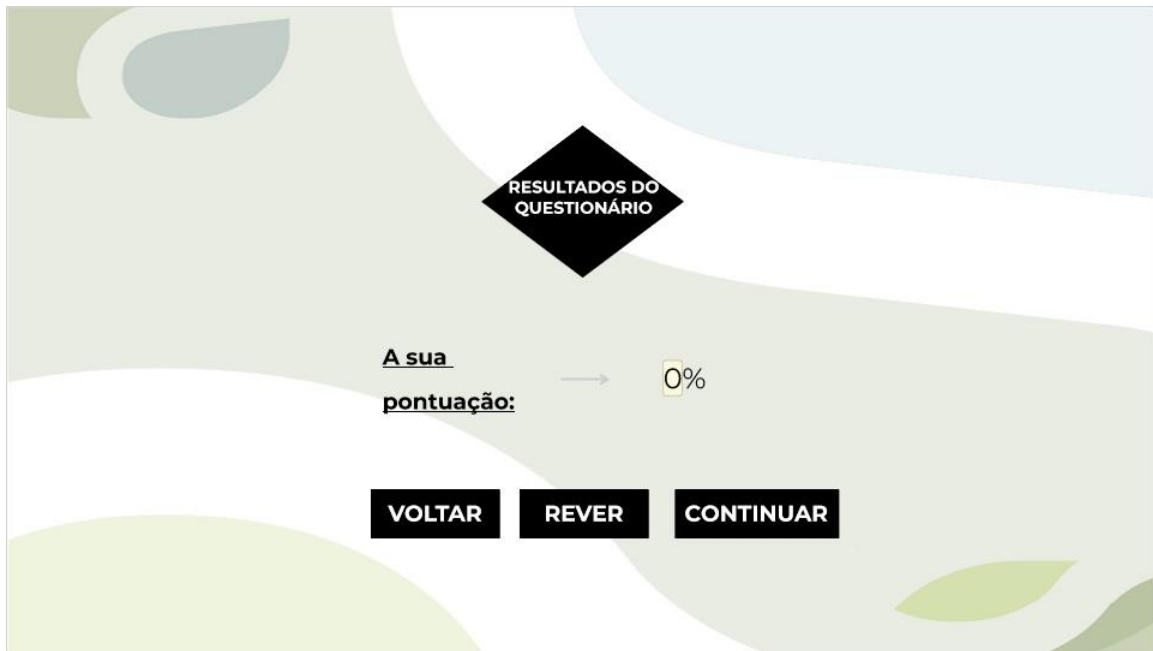 RESULTADOS DO
QUESTIONÁRIO
A sua
pontuação:
0%
VOLTAR
REVER
CONTINUAR